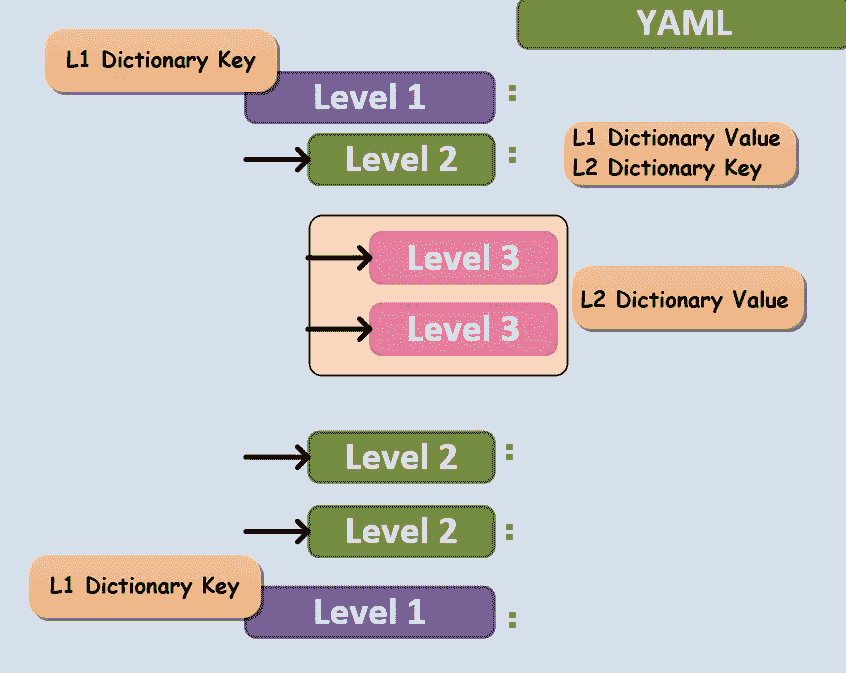 YAML
L1 Dictionary Key
Level 1 :
Level 2 :
L1 Dictionary Value
L2 Dictionary Key
Level 3
L2 Dictionary Value
Level 3
Level 2 :
Level 2 :
L1 Dictionary Key
Level 1 :